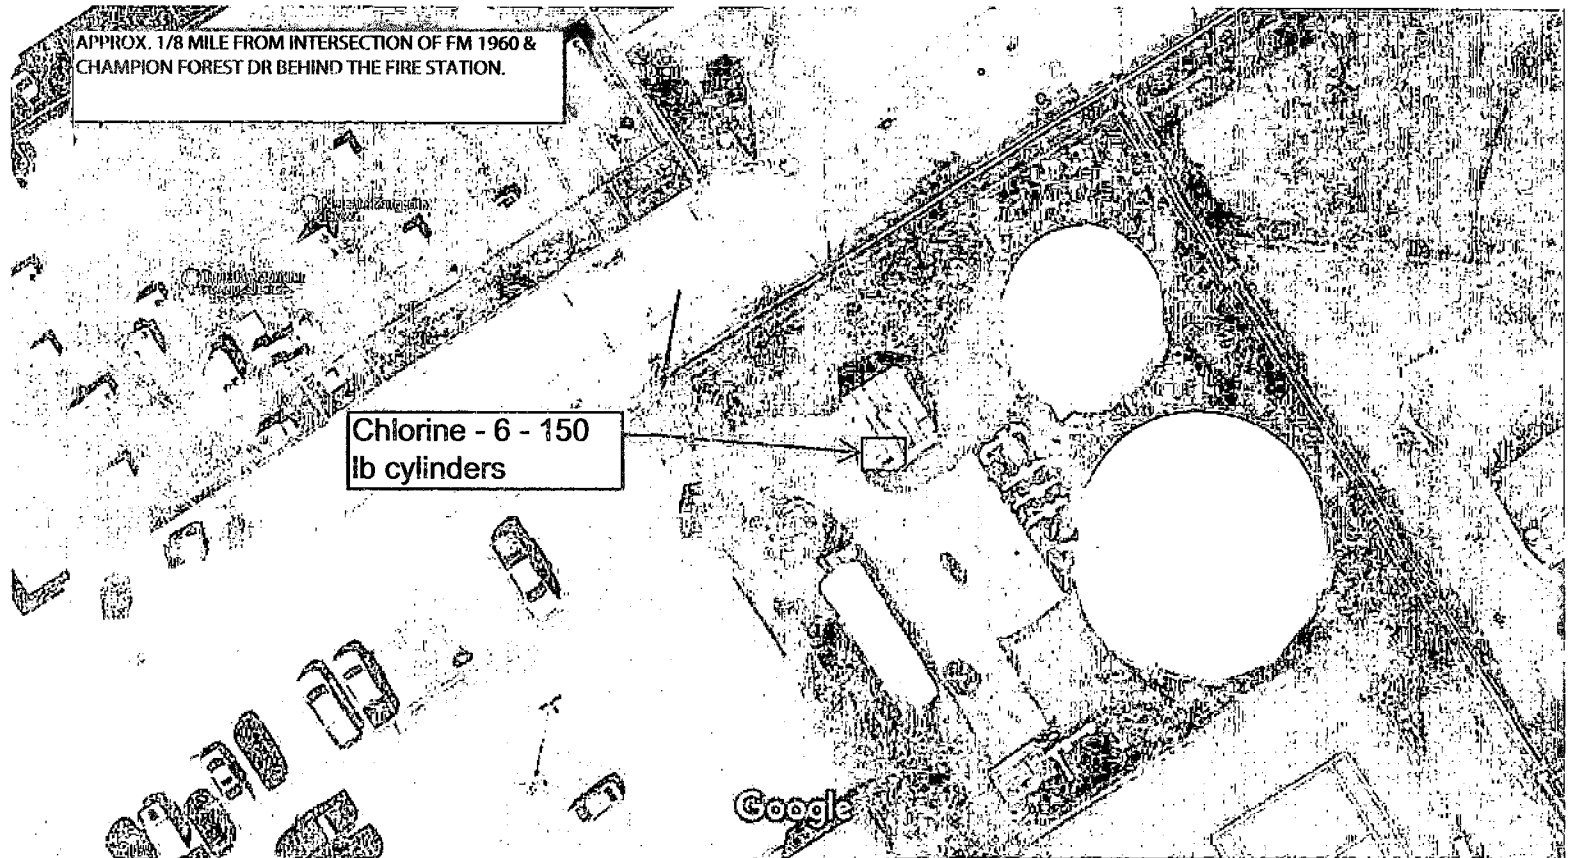 APPROX. 1/8 MILE FROM INTERSECTION OF FM 1960 &
CHAMPION FOREST DR BEHIND THE FIRE STATION.
Chlorine - 6 - 150
lb cylinders
Google